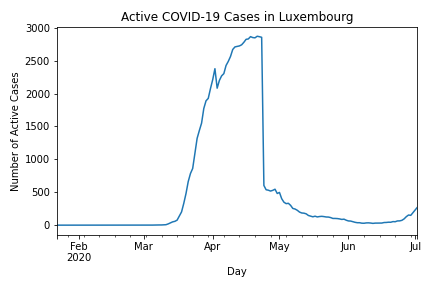 Active COVID-19 Cases in Luxembourg
Number of Active Cases
3000
2500
2000
1500
1000
500
0
Feb
2020
Mar
Apr
May
Jun
Jul
Day